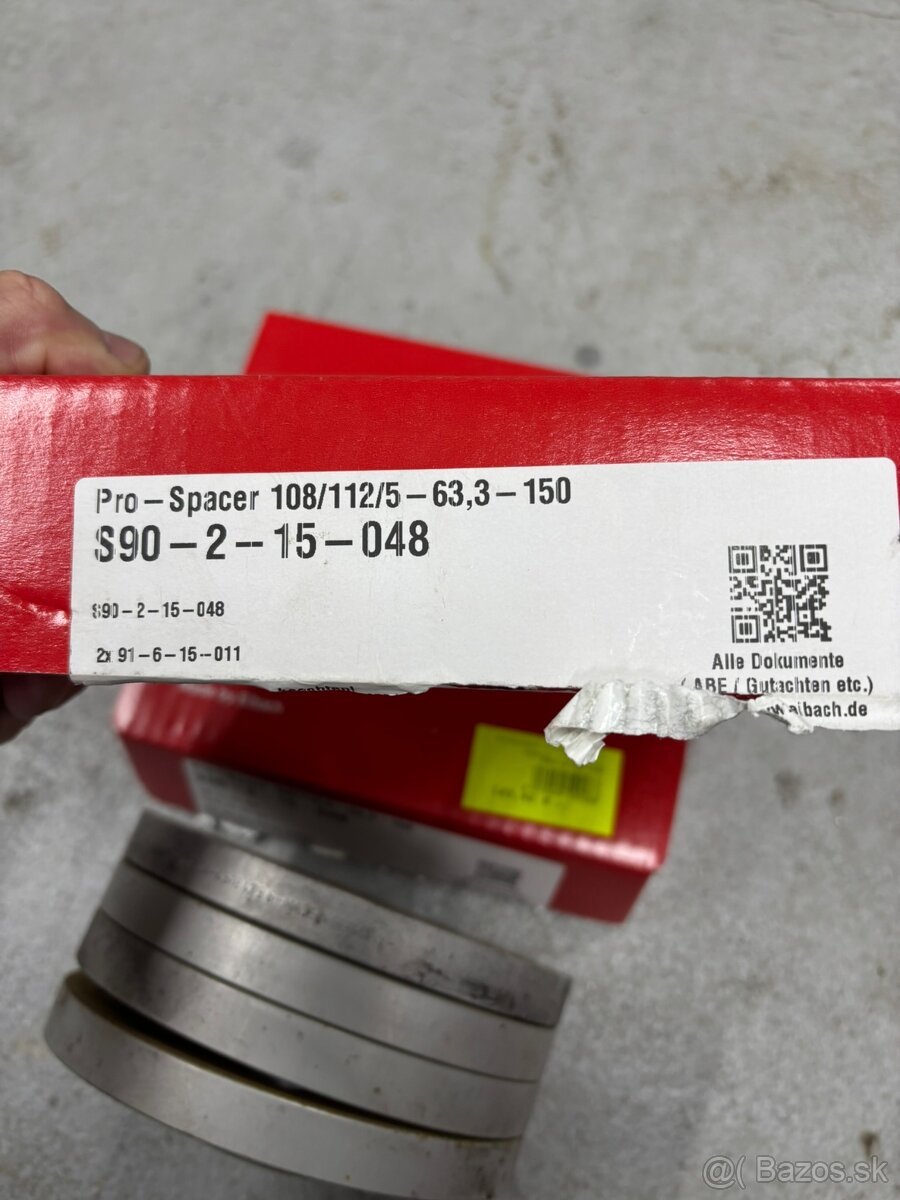 Pro-Spacer 108/112/5-63,3-150
S90-2-15-048
S90-2-15-048
2x 91-6-15-011
Alle Dokumente
(ABE / Gutachten etc.)
ibach.de
@( Bazos.sk